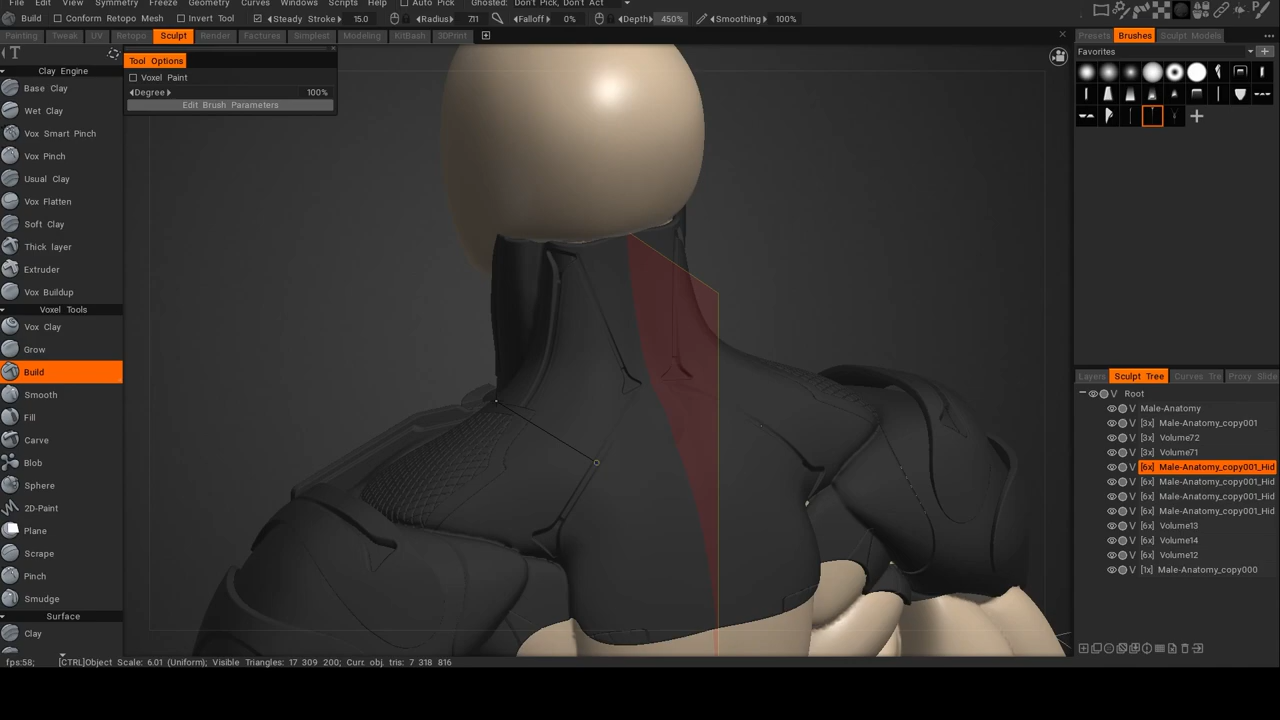 File Edit View Symmetry Freeze Geometry Curves Windows Scripts Help Auto Pick Ghosted: Don't Pick, Don't Act
Build Conform Retopo Mesh Invert Tool Steady Stroke 15.0 Radius 711 Falloff 0% Depth 450% Smoothing 100%
Painting Tweak UV Retopo Sculpt Render Factures Simplest Modeling KitBash 3DPrint
Presets Brushes Sculpt Models
Favorites
Tool Options
Voxel Paint
Degree 100%
Edit Brush Parameters
Clay Engine
Base Clay
Wet Clay
Vox Smart Pinch
Vox Pinch
Usual Clay
Vox Flatten
Soft Clay
Thick layer
Extruder
Vox Buildup
Voxel Tools
Vox Clay
Grow
Build
Smooth
Fill
Carve
Blob
Sphere
2D-Paint
Plane
Scrape
Pinch
Smudge
Surface
Clay
Layers Sculpt Tree Curves Tre Proxy Slide
Root
V Male-Anatomy
V [3x] Male-Anatomy_copy001
V [3x] Volume72
V [3x] Volume71
V [6x] Male-Anatomy_copy001_Hid
V [6x] Male-Anatomy_copy001_Hid
V [6x] Male-Anatomy_copy001_Hid
V [6x] Male-Anatomy_copy001_Hid
V [6x] Volume13
V [6x] Volume14
V [6x] Volume12
V [1x] Male-Anatomy_copy000
fps:58; [CTRL]Object Scale: 6.01 (Uniform); Visible Triangles: 17 309 200; Curr. obj. tris: 7 318 816